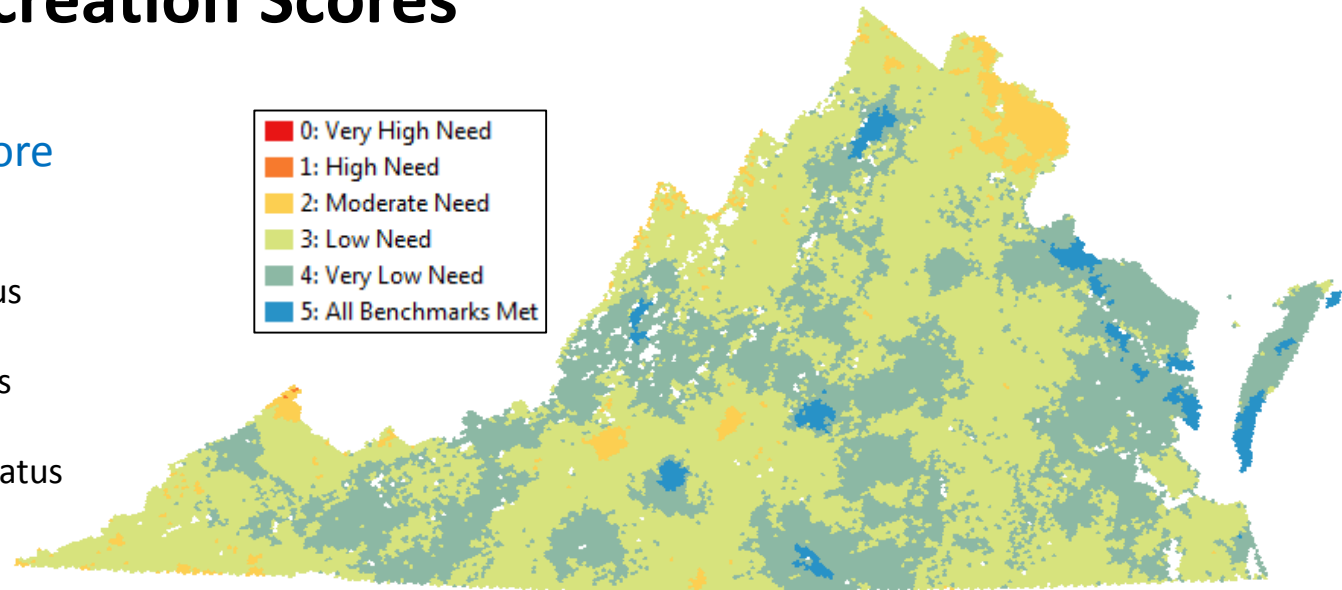 creation Scores
ore
us
s
atus
0: Very High Need
1: High Need
2: Moderate Need
3: Low Need
4: Very Low Need
5: All Benchmarks Met